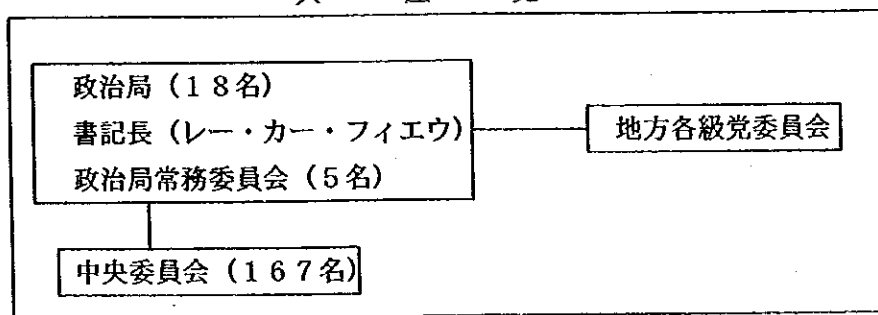 政治局（１８名）
書記長（レー・カー・フィエウ）
地方各級党委員会
政治局常務委員会（５名）
中央委員会（１６７名）